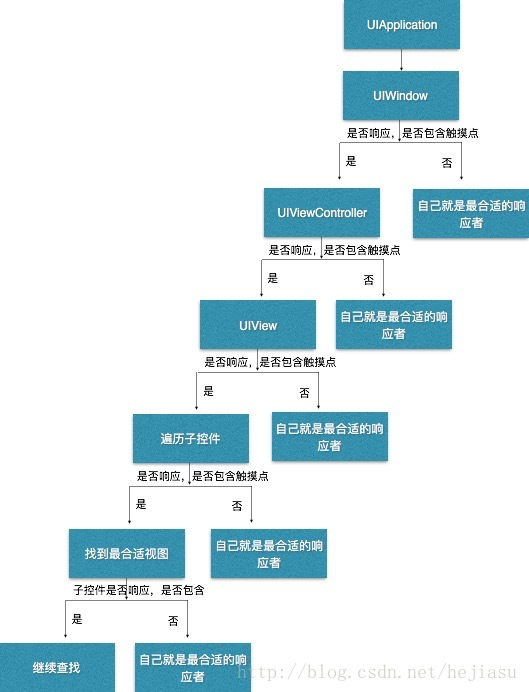 UIApplication
UIWindow
是否响应，是否包含触摸点
是
否
UIViewController
自己就是最合适的响
应者
是否响应，是否包含触摸点
是
否
UIView
自己就是最合适的响
应者
是否响应，是否包含触摸点
是
否
遍历子控件
自己就是最合适的响
应者
是否响应，是否包含触摸点
是
否
找到最合适视图
自己就是最合适的响
应者
子控件是否响应，是否包含
是
否
继续查找
自己就是最合适的响
应者
http://blog.csdn.net/hejiasu